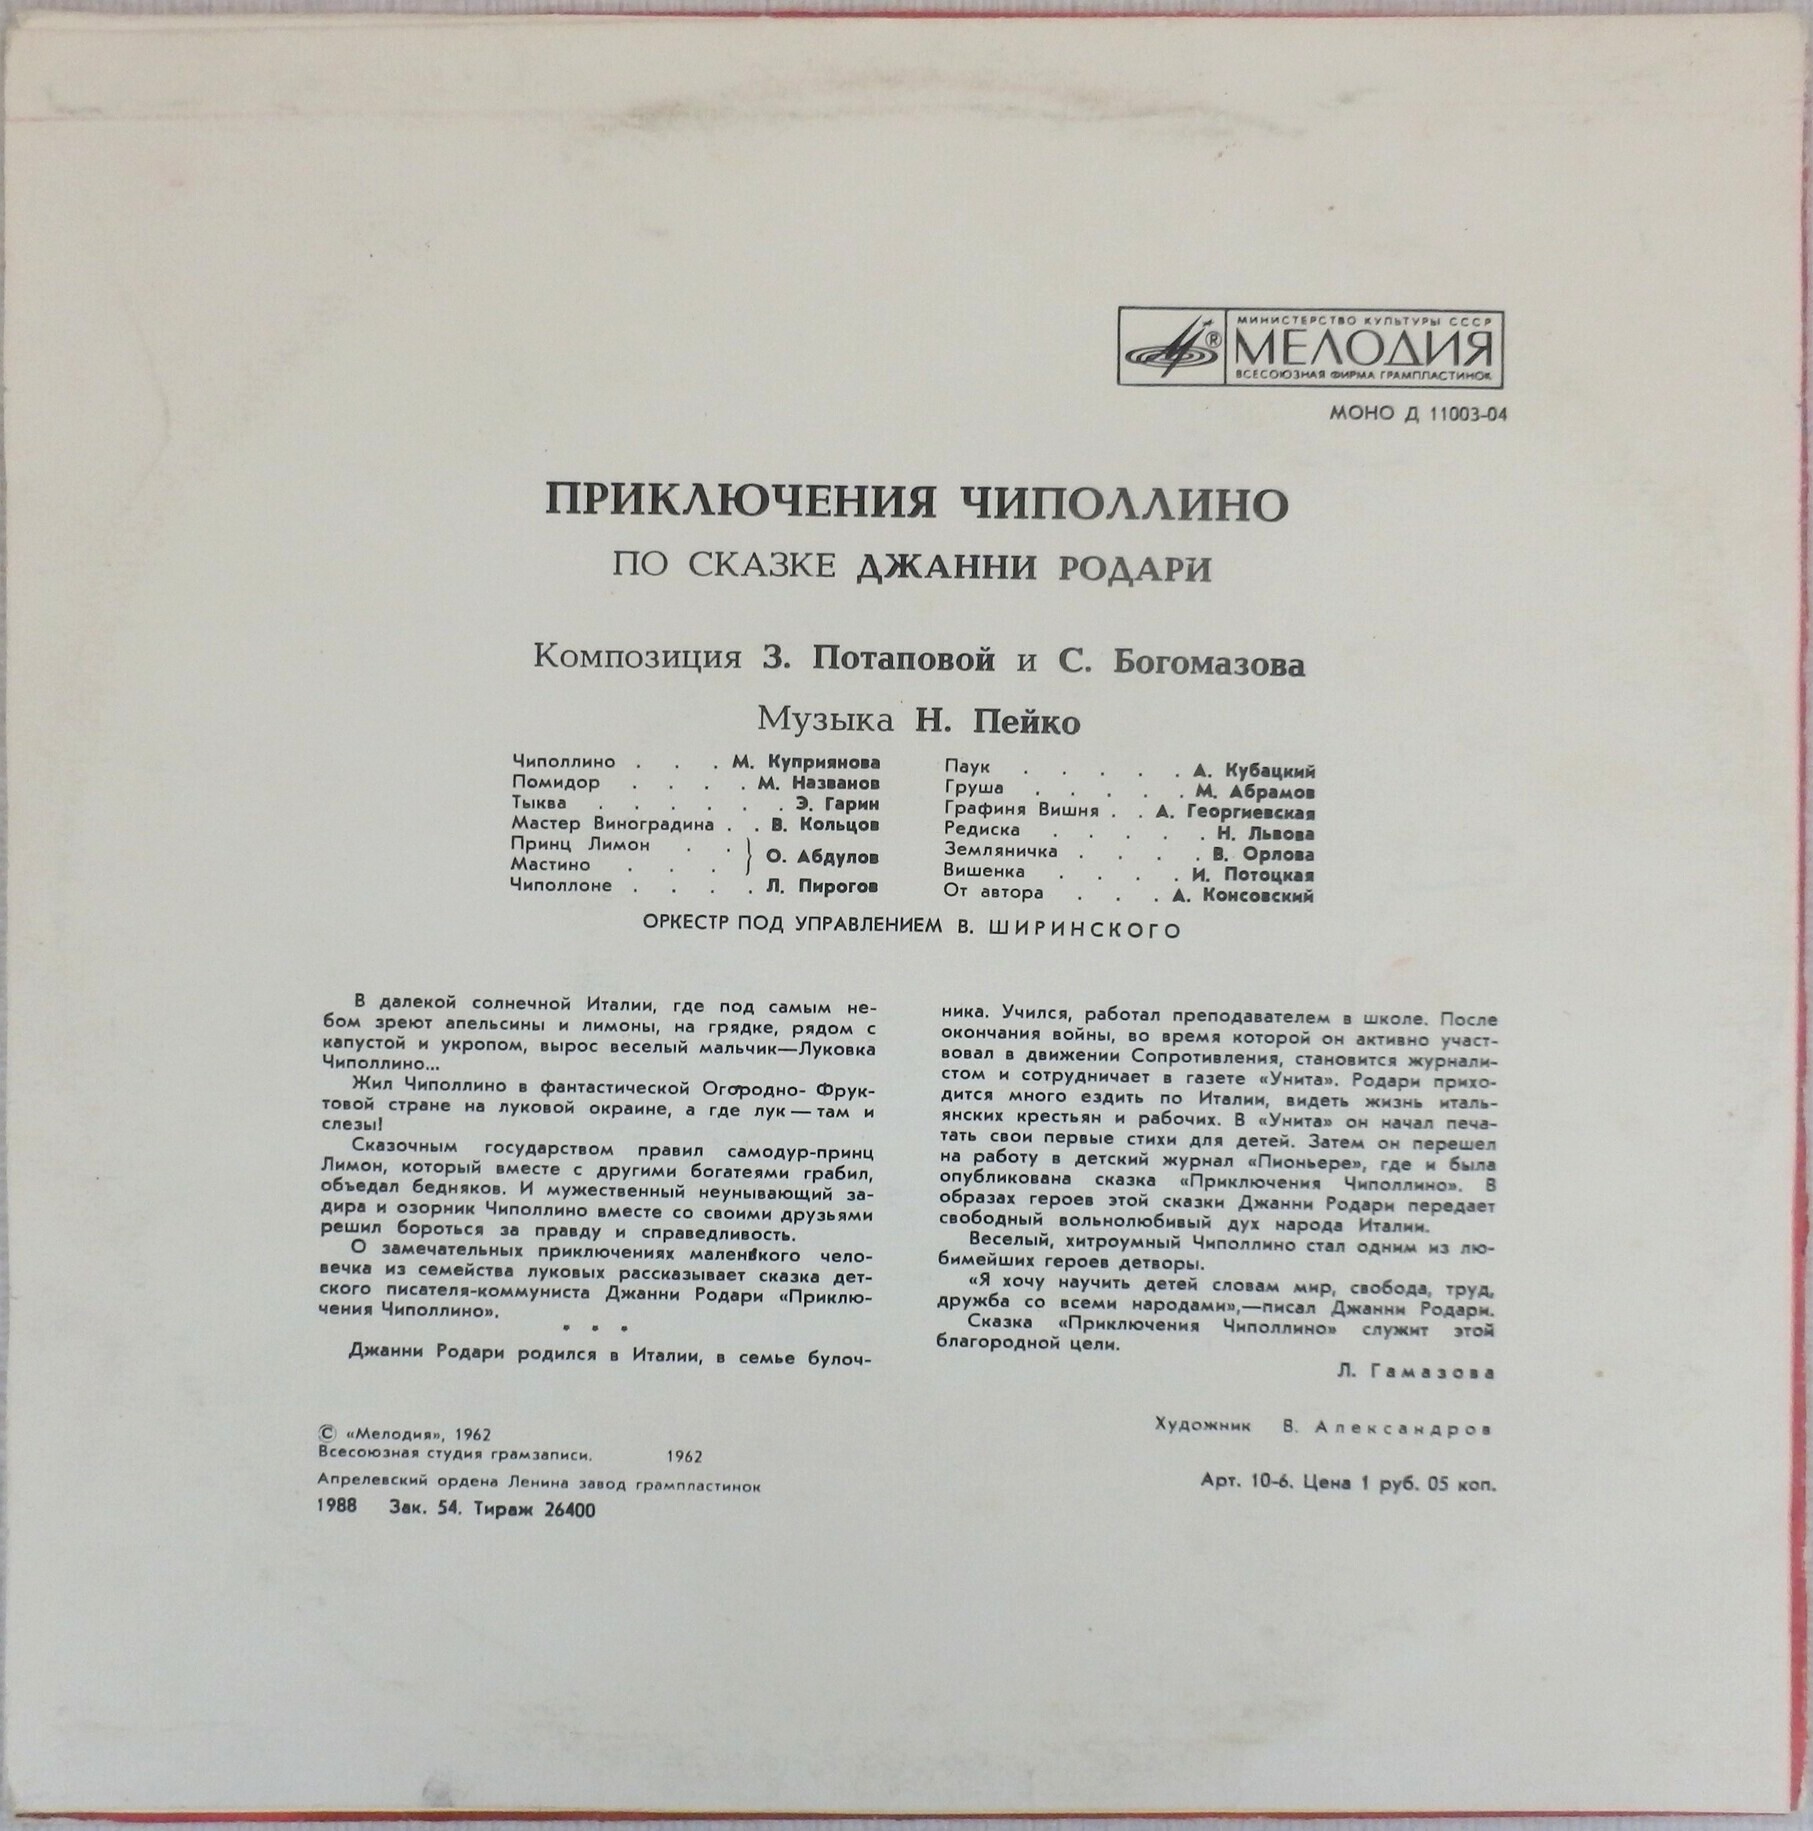 МИНИСТЕРСТВО КУЛЬТУРЫ СССР
МЕЛОДИЯ
ВСЕСОЮЗНАЯ ФИРМА ГРАМПЛАСТИНОК
МОНО Д 11003-04
ПРИКЛЮЧЕНИЯ ЧИПОЛЛИНО
ПО СКАЗКЕ ДЖАННИ РОДАРИ
Композиция З. Потаповой и С. Богомазова
Музыка Н. Пейко
Чиполлино . . . М. Куприянова
Помидор . . . . М. Названов
Тыква . . . . . . Э. Гарин
Мастер Виноградина . . В. Кольцов
Принц Лимон . . }
Мастино . . . } О. Абдулов
Чиполлоне . . . . Л. Пирогов
Паук . . . . . А. Кубацкий
Груша . . . . . М. Абрамов
Графиня Вишня . . А. Георгиевская
Редиска . . . . . Н. Львова
Земляничка . . . . В. Орлова
Вишенка . . . . И. Потоцкая
От автора . . . А. Консовский
ОРКЕСТР ПОД УПРАВЛЕНИЕМ В. ШИРИНСКОГО
В далекой солнечной Италии, где под самым не-
бом зреют апельсины и лимоны, на грядке, рядом с
капустой и укропом, вырос веселый мальчик—Луковка
Чиполлино...
Жил Чиполлино в фантастической Огородно- Фрук-
товой стране на луковой окраине, а где лук — там и
слезы!
Сказочным государством правил самодур-принц
Лимон, который вместе с другими богатеями грабил,
объедал бедняков. И мужественный неунывающий за-
дира и озорник Чиполлино вместе со своими друзьями
решил бороться за правду и справедливость.
О замечательных приключениях маленького чело-
вечка из семейства луковых рассказывает сказка дет-
ского писателя-коммуниста Джанни Родари «Приклю-
чения Чиполлино».
• • •
Джанни Родари родился в Италии, в семье булоч-
ника. Учился, работал преподавателем в школе. После
окончания войны, во время которой он активно участ-
вовал в движении Сопротивления, становится журнали-
стом и сотрудничает в газете «Унита». Родари прихо-
дится много ездить по Италии, видеть жизнь италь-
янских крестьян и рабочих. В «Унита» он начал печа-
тать свои первые стихи для детей. Затем он перешел
на работу в детский журнал «Пионьере», где и была
опубликована сказка «Приключения Чиполлино». В
образах героев этой сказки Джанни Родари передает
свободный вольнолюбивый дух народа Италии.
Веселый, хитроумный Чиполлино стал одним из лю-
бимейших героев детворы.
«Я хочу научить детей словам мир, свобода, труд,
дружба со всеми народами»,—писал Джанни Родари.
Сказка «Приключения Чиполлино» служит этой
благородной цели.
Л. Гамазова
© «Мелодия», 1962
Всесоюзная студия грамзаписи. 1962
Апрелевский ордена Ленина завод грампластинок
1988 Зак. 54. Тираж 26400
Художник В. Александров
Арт. 10-6. Цена 1 руб. 05 коп.